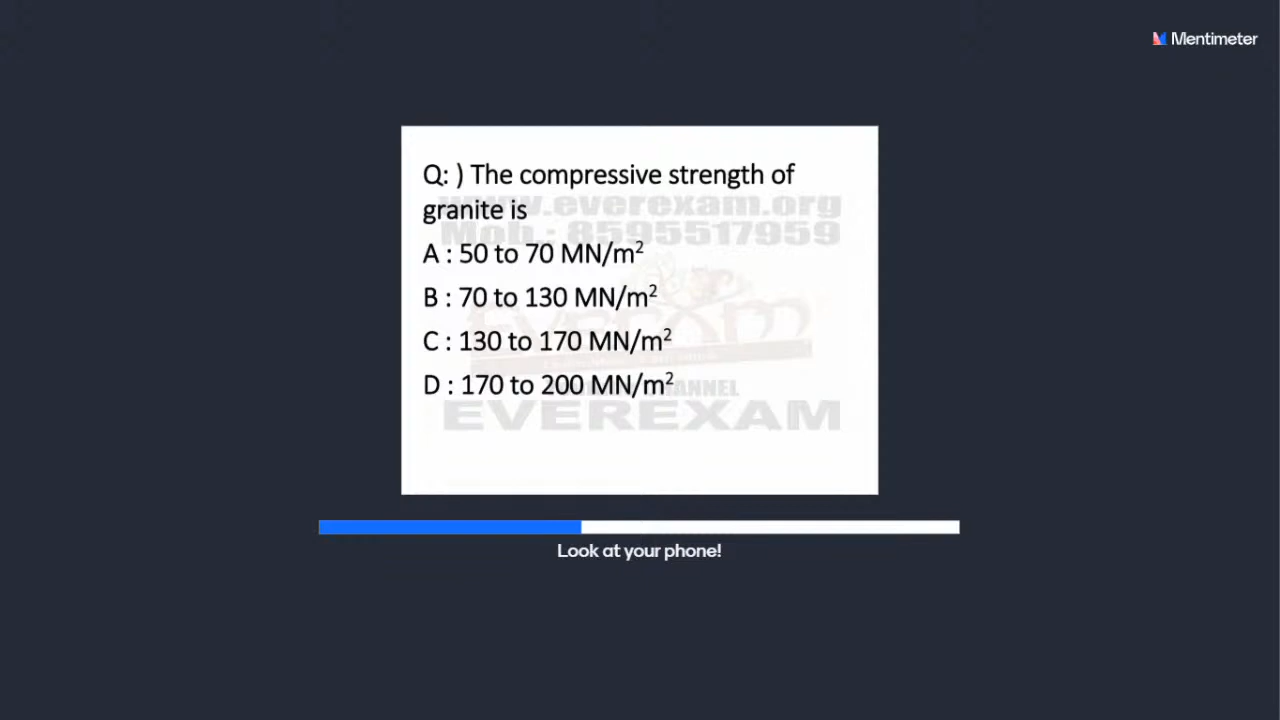 Mentimeter
Q: ) The compressive strength of
granite is
www.everexam.org
Mob.: 8595517959
A : 50 to 70 MN/m²
B : 70 to 130 MN/m²
C : 130 to 170 MN/m²
D : 170 to 200 MN/m²
EVEREXAM
Look at your phone!